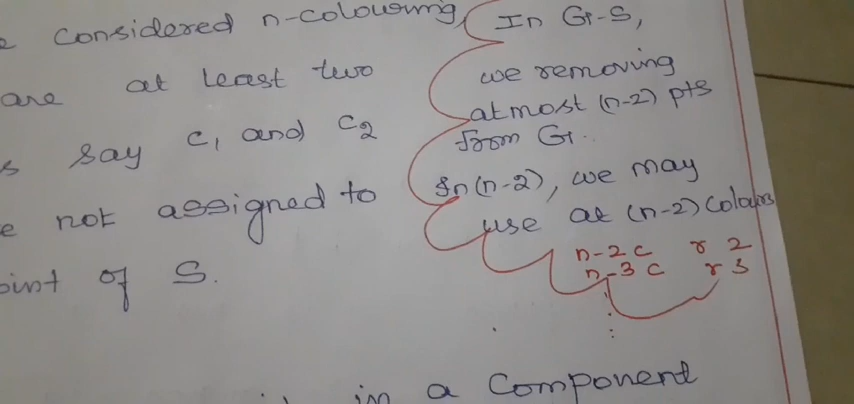 considered n-colouring,
are at least two
say c₁ and c₂
not assigned to
of S.
in a component
In G-S,
we removing
atmost (n-2) pts
from G.
In (n-2), we may
use at (n-2) colours
n-2 c r 2
n-3 c r 3